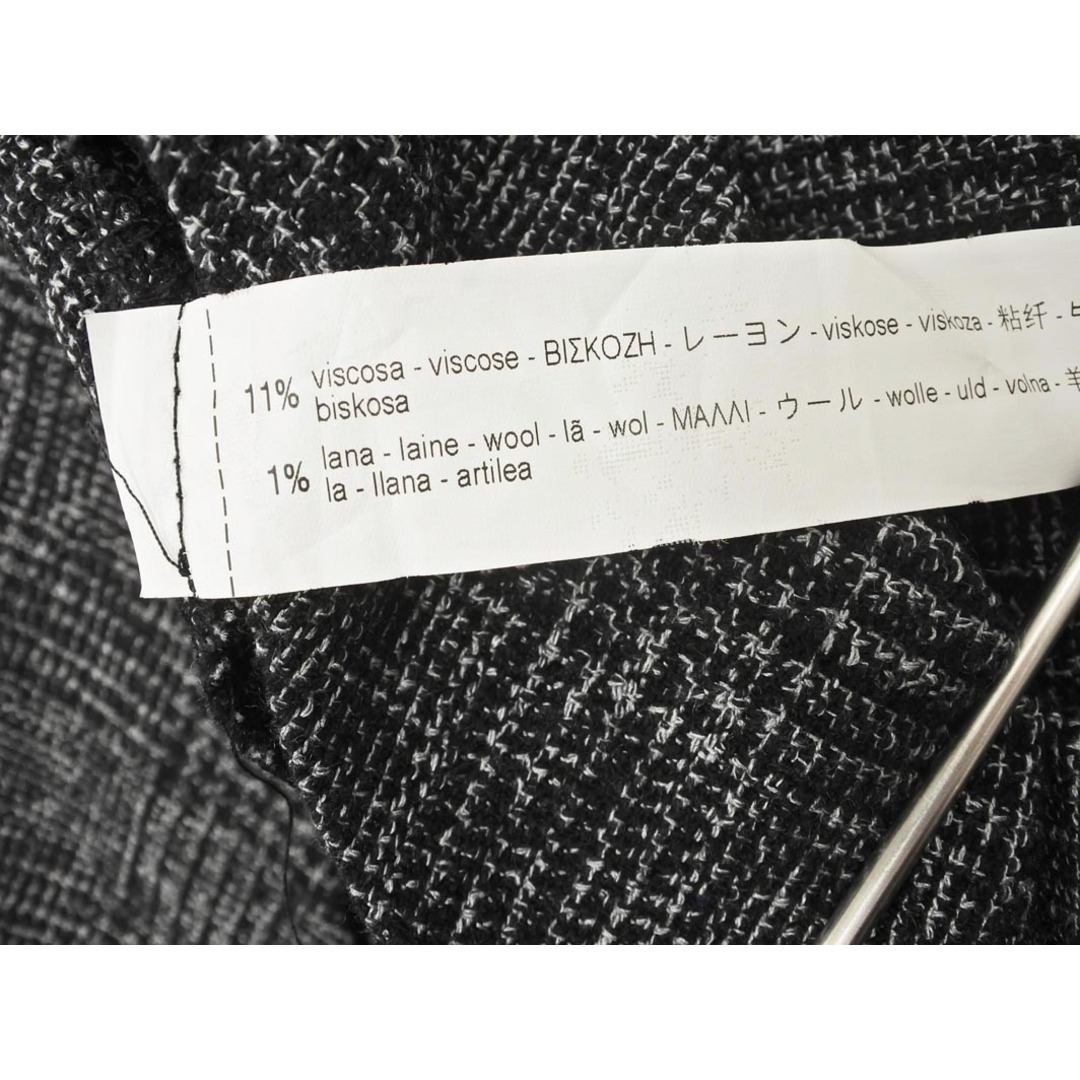 11% viscosa - viscose - ΒΙΣΚΟΖΗ - レーヨン - viskose - viskoza - 粘纤 -
biskosa
1% lana - laine - wool - lã - wol - ΜΑΛΛΙ - ウール - wolle - uld - volna -
la - llana - artilea